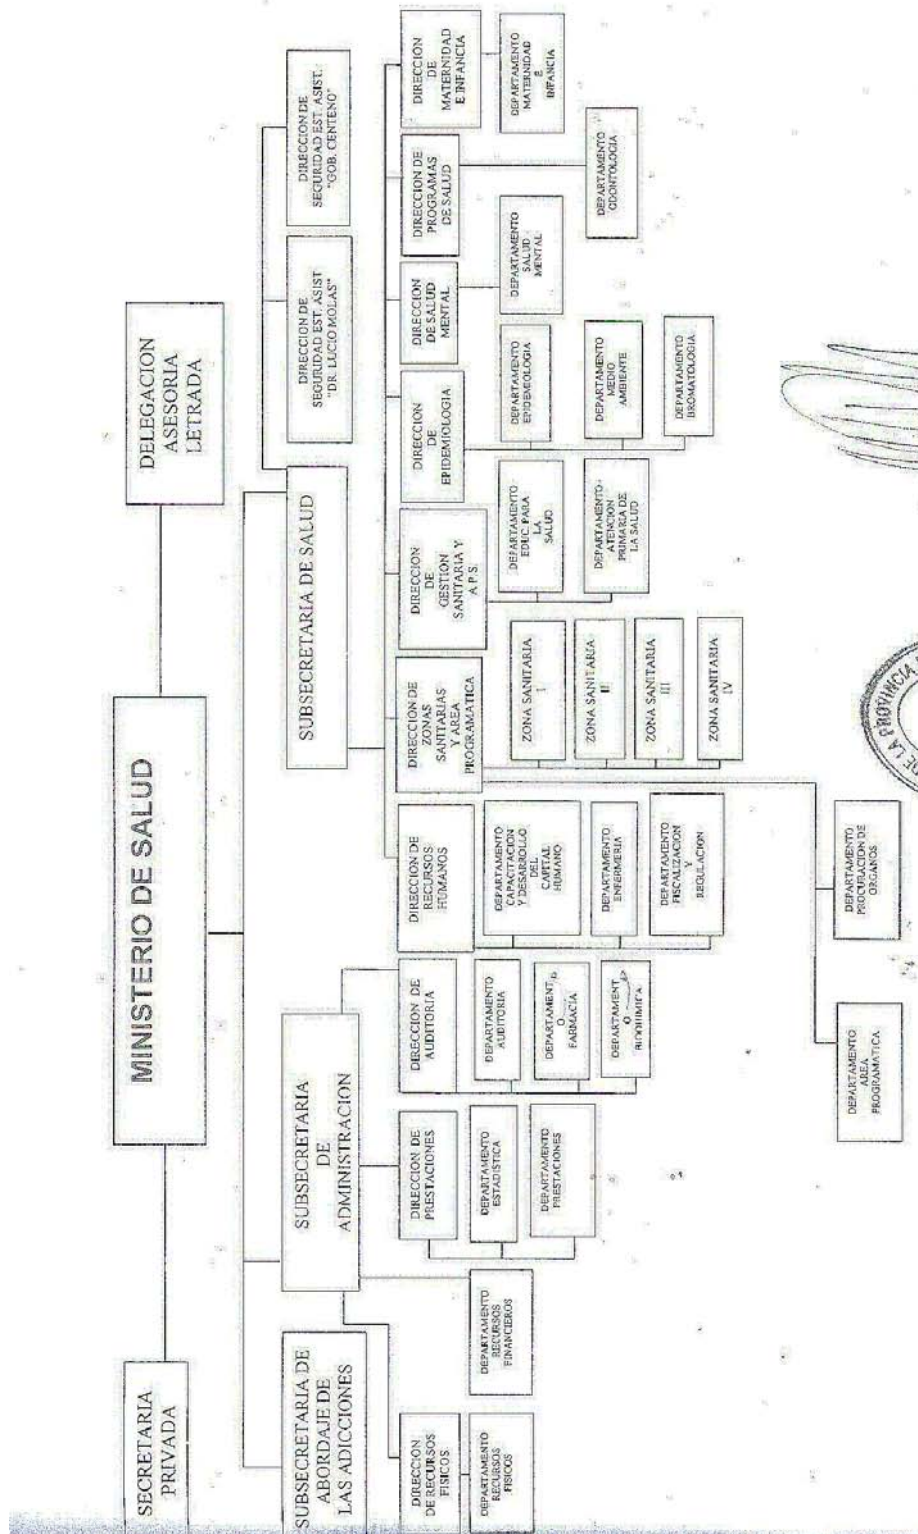 MINISTERIO DE SALUD
SECRETARIA
PRIVADA
DELEGACION
ASESORIA
LETRADA
SUBSECRETARIA DE
ABORDAJE DE
LAS ADICCIONES
SUBSECRETARIA
DE
ADMINISTRACION
SUBSECRETARIA DE SALUD
DIRECCION DE
SEGURIDAD EST. ASIST
"DR. LUCIO MOLAS"
DIRECCION DE
SEGURIDAD EST. ASIST.
"GOB. CENTENO"
DIRECCION
DE RECURSOS
FISICOS
DEPARTAMENTO
RECURSOS
FISICOS
DEPARTAMENTO
RECURSOS
FINANCIEROS
DIRECCION DE
PRESTACIONES
DEPARTAMENTO
ESTADISTICA
DEPARTAMENTO
PRESTACIONES
DIRECCION DE
AUDITORIA
DEPARTAMENTO
AUDITORIA
DEPARTAMENT
O
FARMACIA
DEPARTAMENT
O
BIOQUIMICA
DIRECCION DE
RECURSOS
HUMANOS
DEPARTAMENTO
CAPACITACION
Y DESARROLLO
DEL
CAPITAL
HUMANO
DEPARTAMENTO
ENFERMERIA
DEPARTAMENTO
FISCALIZACION
Y
REGULACION
DIRECCION DE
ZONAS
SANITARIAS
Y AREA
PROGRAMATICA
ZONA SANITARIA
I
ZONA SANITARIA
II
ZONA SANITARIA
III
ZONA SANITARIA
IV
DEPARTAMENTO
AREA
PROGRAMATICA
DEPARTAMENTO
PROCURACION DE
ORGANOS
DIRECCION
DE
GESTION
SANITARIA Y
A.P.S.
DEPARTAMENTO
EDUC. PARA
LA
SALUD
DEPARTAMENTO
ATENCION
PRIMARIA DE
LA SALUD
DIRECCION
DE
EPIDEMIOLOGIA
DEPARTAMENTO
EPIDEMIOLOGIA
DEPARTAMENTO
MEDIO
AMBIENTE
DEPARTAMENTO
BROMATOLOGIA
DIRECCION
DE SALUD
MENTAL
DEPARTAMENTO
SALUD
MENTAL
DIRECCION DE
PROGRAMAS
DE SALUD
DEPARTAMENTO
ODONTOLOGIA
DIRECCION
DE
MATERNIDAD
E INFANCIA
DEPARTAMENTO
MATERNIDAD
E
INFANCIA
DE LA PROVINCIA